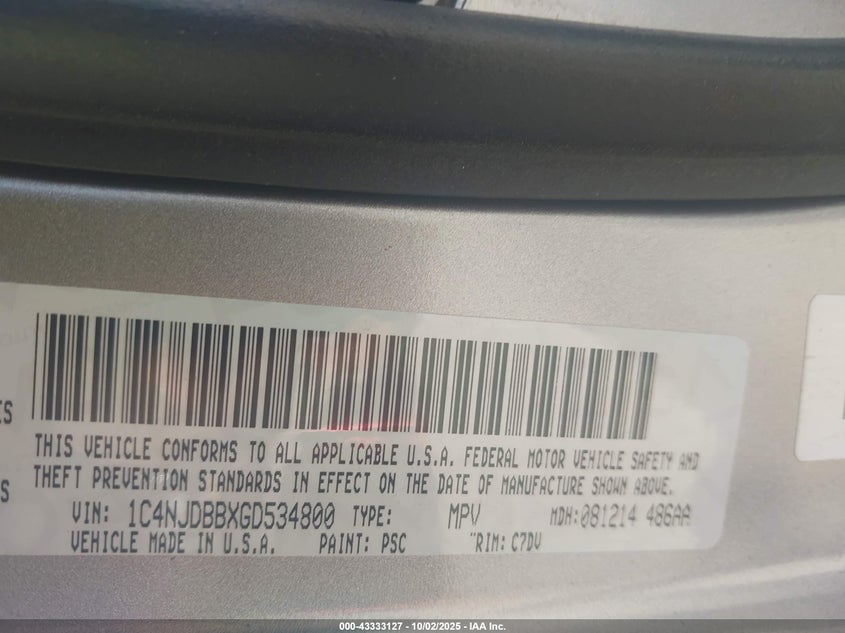 IS
THIS VEHICLE CONFORMS TO ALL APPLICABLE U.S.A. FEDERAL MOTOR VEHICLE SAFETY AND
S
THEFT PREVENTION STANDARDS IN EFFECT ON THE DATE OF MANUFACTURE SHOWN ABOVE.
VIN: 1C4NJDBBXGD534800 TYPE: MPV MDH:081214 486AA
VEHICLE MADE IN U.S.A. PAINT: PSC TRIM: C7DV
000-43333127 - 10/02/2025 - IAA Inc.